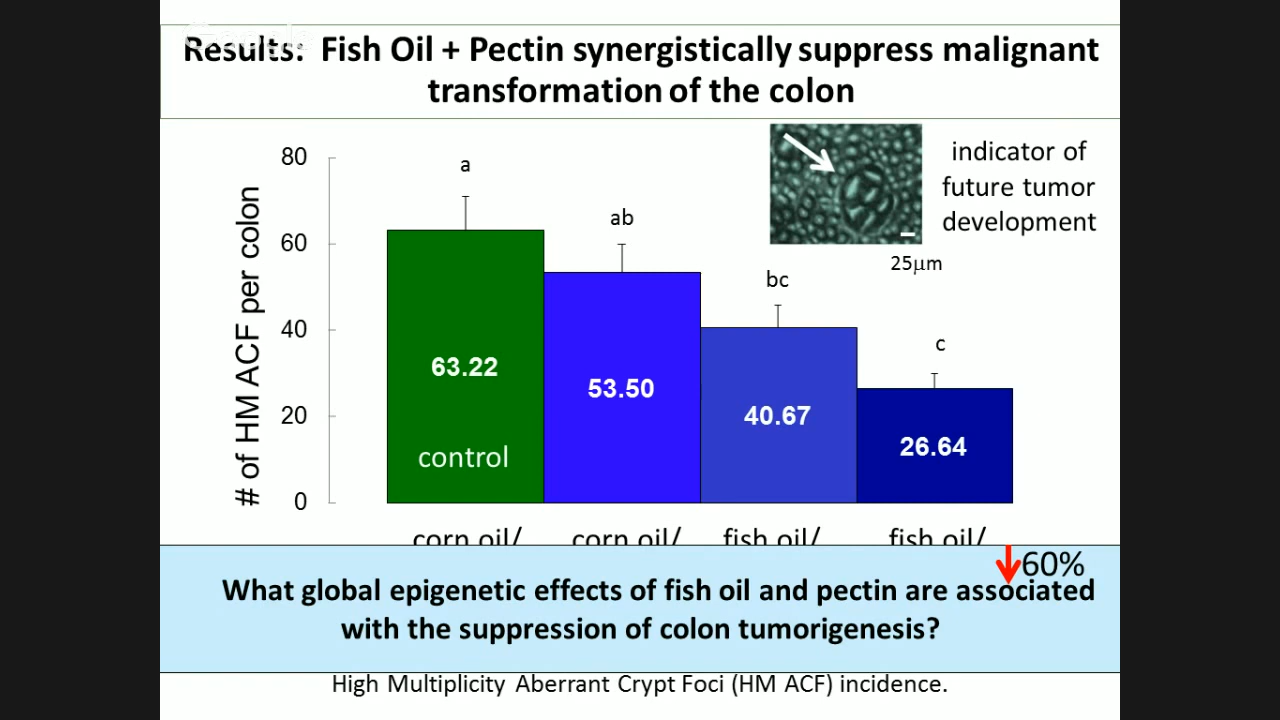 Google
Results: Fish Oil + Pectin synergistically suppress malignant
transformation of the colon
indicator of
future tumor
development
25μm
# of HM ACF per colon
80
60
40
20
0
a
ab
bc
c
63.22
53.50
40.67
26.64
control
corn oil/
corn oil/
fish oil/
fish oil/
60%
What global epigenetic effects of fish oil and pectin are associated
with the suppression of colon tumorigenesis?
High Multiplicity Aberrant Crypt Foci (HM ACF) incidence.